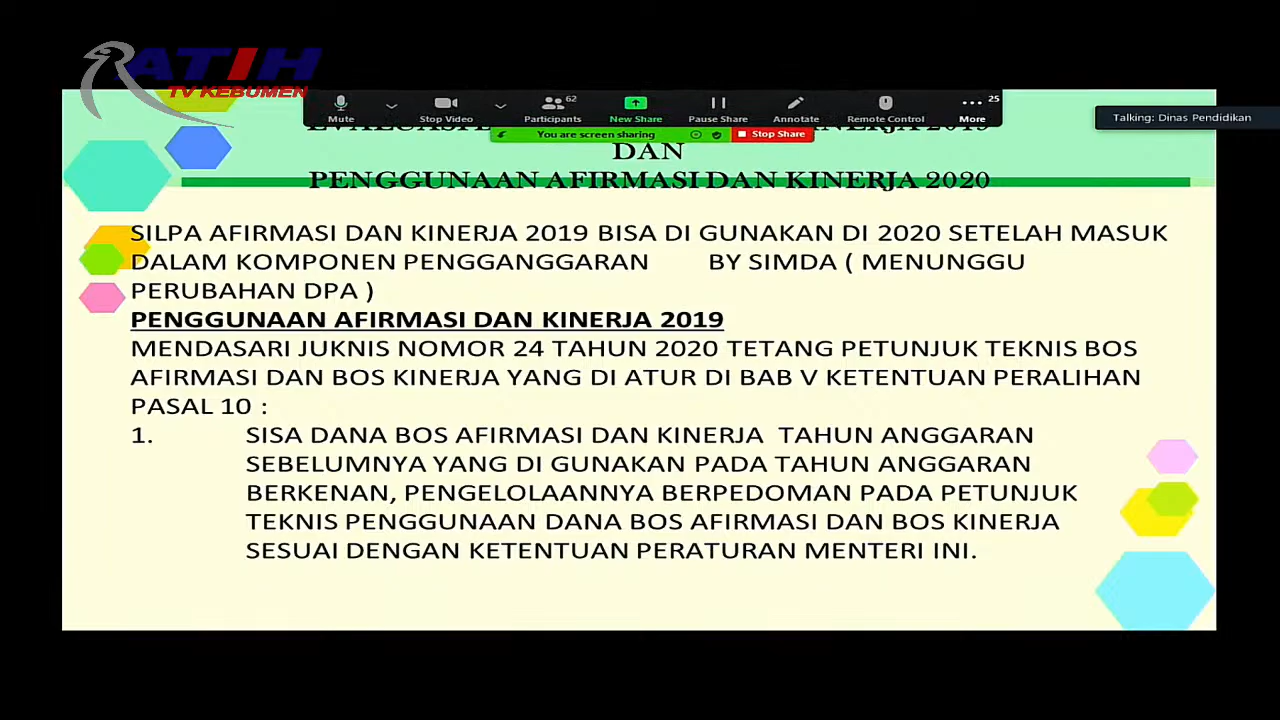 RATIH
TV KEBUMEN
62
25
Mute
Stop Video
Participants
New Share
Pause Share
Annotate
Remote Control
More
Talking: Dinas Pendidikan
You are screen sharing
Stop Share
DAN
PENGGUNAAN AFIRMASI DAN KINERJA 2020
SILPA AFIRMASI DAN KINERJA 2019 BISA DI GUNAKAN DI 2020 SETELAH MASUK
DALAM KOMPONEN PENGGANGGARAN BY SIMDA ( MENUNGGU
PERUBAHAN DPA )
PENGGUNAAN AFIRMASI DAN KINERJA 2019
MENDASARI JUKNIS NOMOR 24 TAHUN 2020 TETANG PETUNJUK TEKNIS BOS
AFIRMASI DAN BOS KINERJA YANG DI ATUR DI BAB V KETENTUAN PERALIHAN
PASAL 10 :
1. SISA DANA BOS AFIRMASI DAN KINERJA TAHUN ANGGARAN
SEBELUMNYA YANG DI GUNAKAN PADA TAHUN ANGGARAN
BERKENAN, PENGELOLAANNYA BERPEDOMAN PADA PETUNJUK
TEKNIS PENGGUNAAN DANA BOS AFIRMASI DAN BOS KINERJA
SESUAI DENGAN KETENTUAN PERATURAN MENTERI INI.